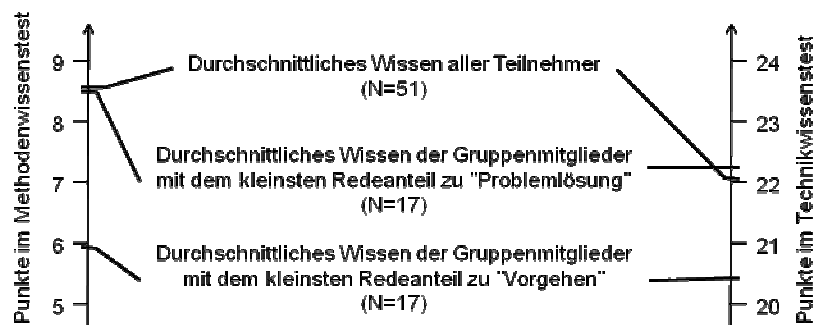 Punkte im Methodenwissenstest
9
8
7
6
5
Durchschnittliches Wissen aller Teilnehmer
(N=51)
Durchschnittliches Wissen der Gruppenmitglieder
mit dem kleinsten Redeanteil zu "Problemlösung"
(N=17)
Durchschnittliches Wissen der Gruppenmitglieder
mit dem kleinsten Redeanteil zu "Vorgehen"
(N=17)
24
23
22
21
20
Punkte im Technikwissenstest